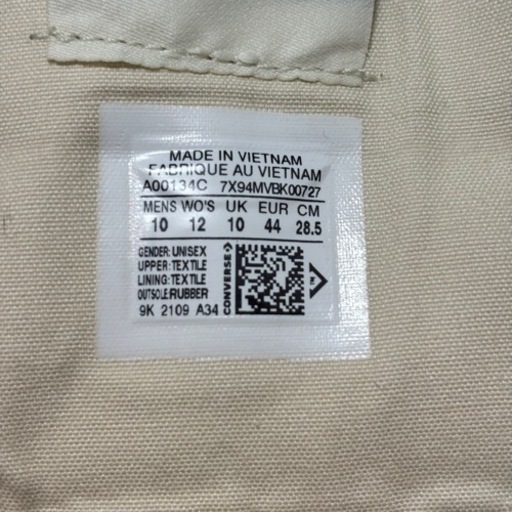 MADE IN VIETNAM
FABRIQUE AU VIETNAM
A00134C 7X94MVBK00727
MENS WO'S UK EUR CM
10 12 10 44 28.5
GENDER: UNISEX
UPPER: TEXTILE
LINING: TEXTILE
OUTSOLE:RUBBER
9K 2109 A34
CONVERSE
TM